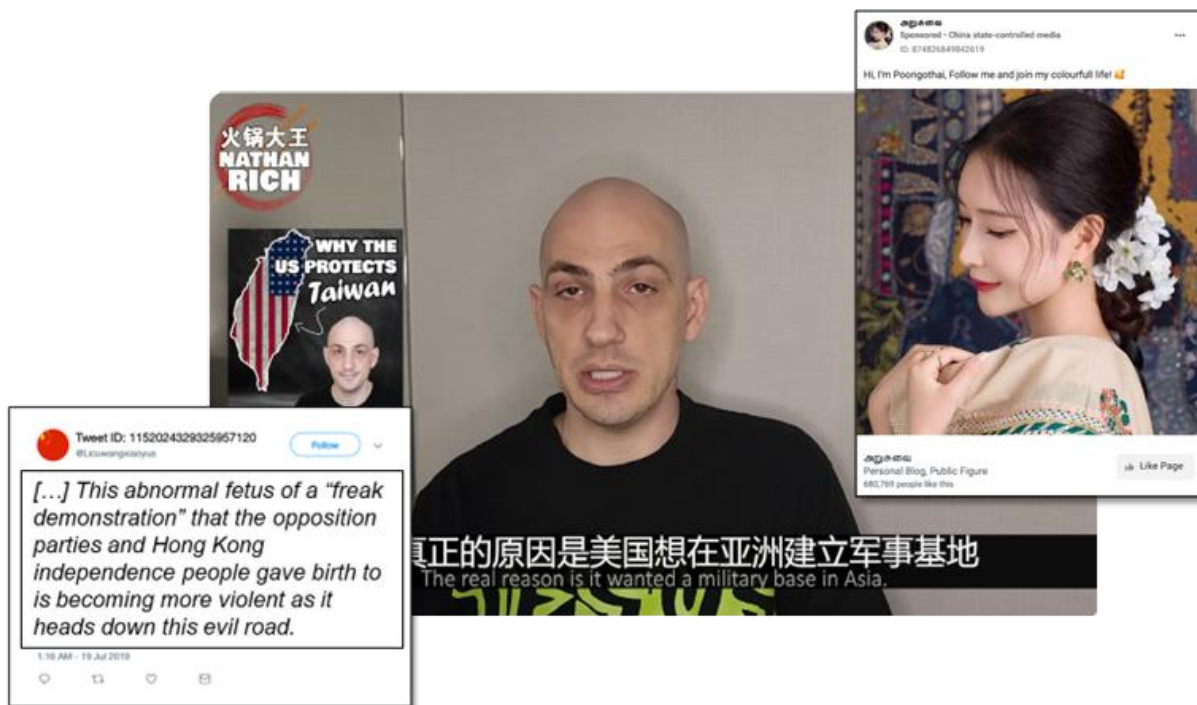 அறுசுவை
Sponsored · China state-controlled media
ID: 874826849842619
Hi, I'm Poongothai, Follow me and join my colourfull life! 🥰
அறுசுவை
Personal Blog, Public Figure
680,769 people like this
Like Page
火锅大王
NATHAN
RICH
WHY THE
US PROTECTS
Taiwan
真正的原因是美国想在亚洲建立军事基地
The real reason is it wanted a military base in Asia.
Tweet ID: 1152024329325957120
@Licuwangxiaoyus
Follow
[...] This abnormal fetus of a “freak
demonstration” that the opposition
parties and Hong Kong
independence people gave birth to
is becoming more violent as it
heads down this evil road.
1:16 AM - 19 Jul 2019